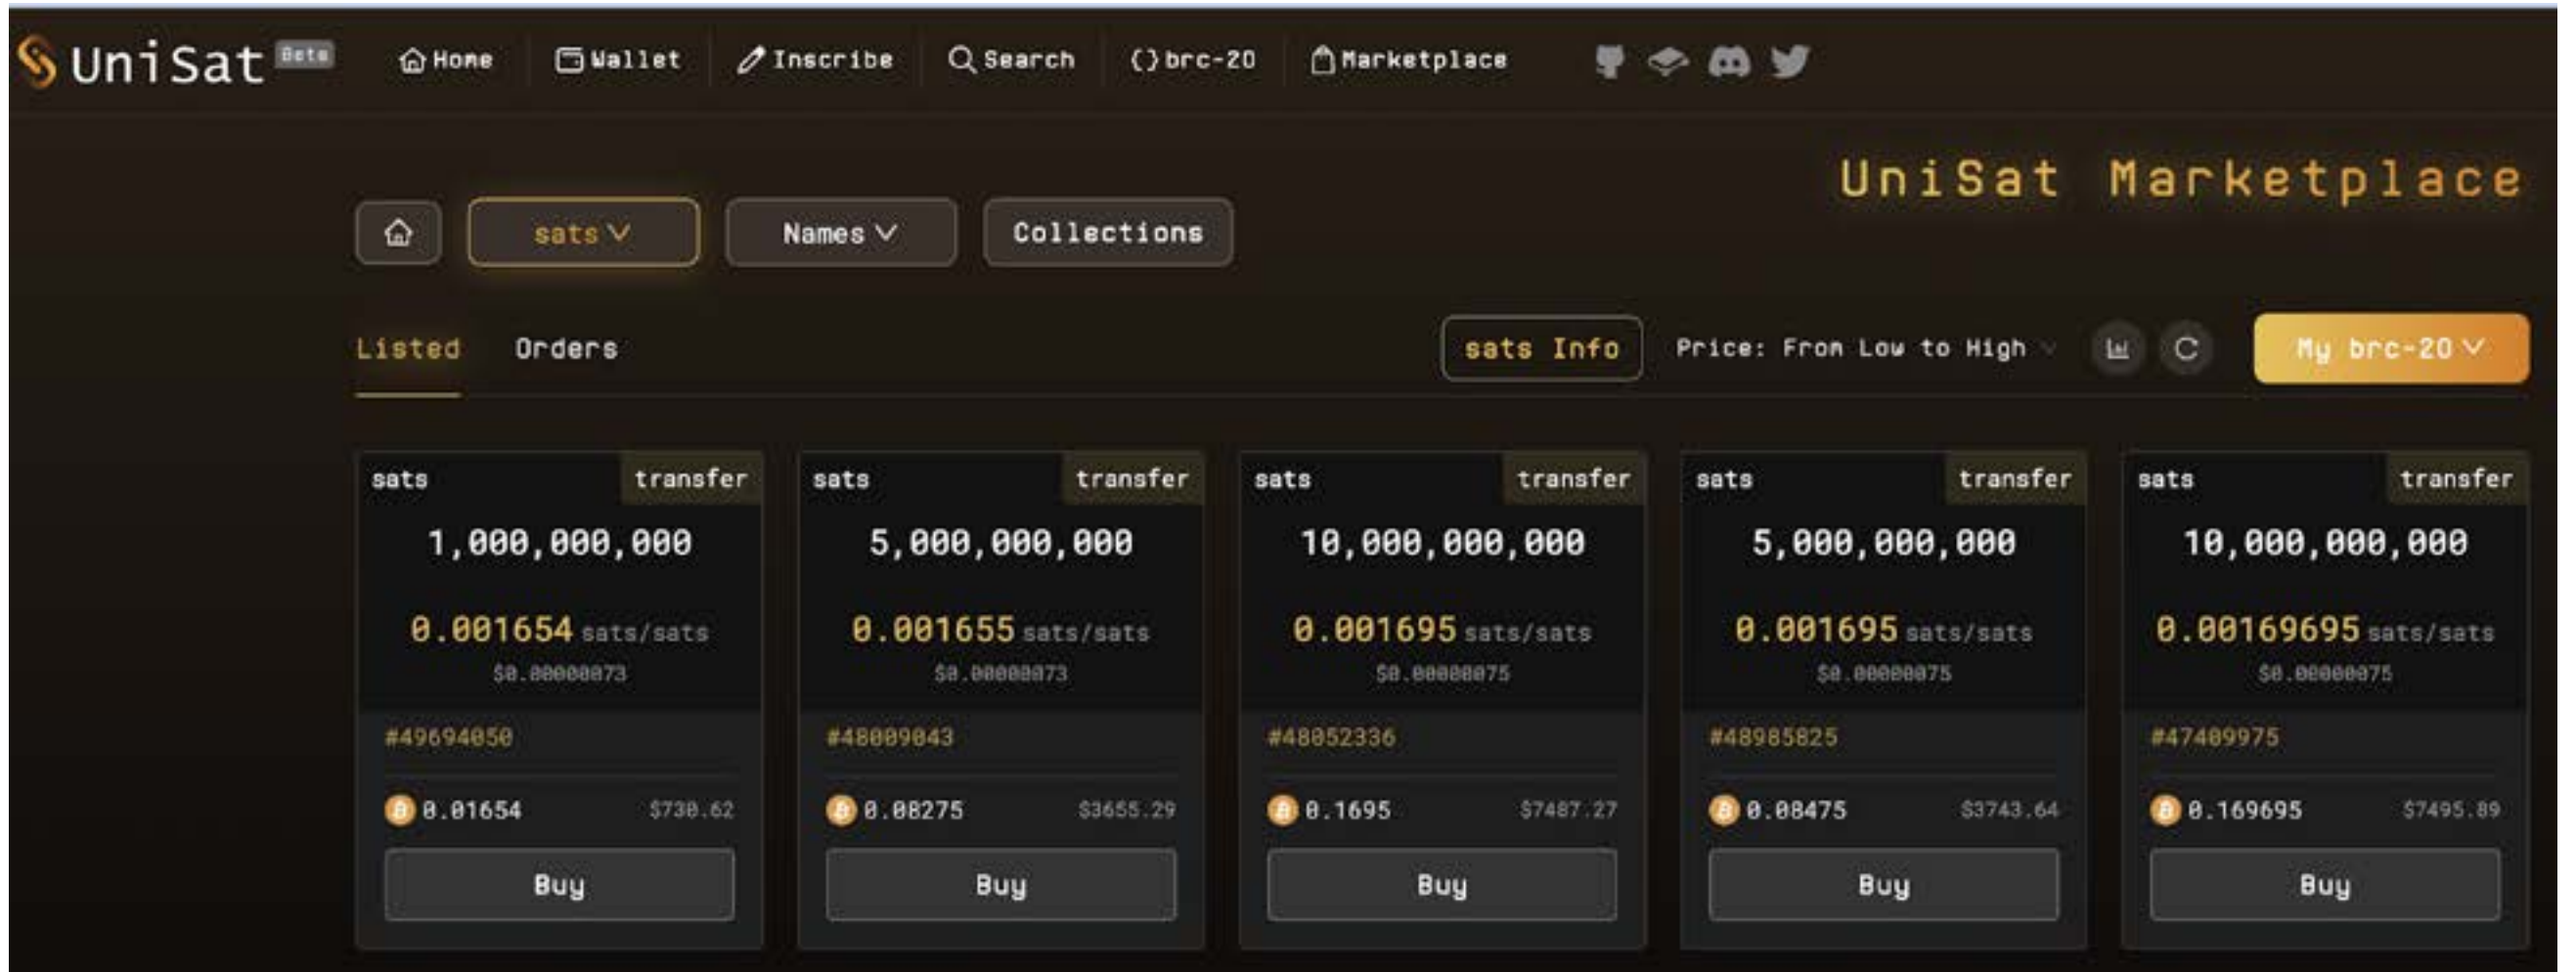 UniSat Beta Home Wallet Inscribe Search brc-20 Marketplace
UniSat Marketplace
sats Names Collections
Listed Orders sats Info Price: From Low to High My brc-20
sats transfer
1,000,000,000
0.001654 sats/sats
$0.00000073
#49694050
0.01654 $730.62
Buy
sats transfer
5,000,000,000
0.001655 sats/sats
$0.00000073
#48009043
0.08275 $3655.29
Buy
sats transfer
10,000,000,000
0.001695 sats/sats
$0.00000075
#48052336
0.1695 $7487.27
Buy
sats transfer
5,000,000,000
0.001695 sats/sats
$0.00000075
#48985825
0.08475 $3743.64
Buy
sats transfer
10,000,000,000
0.00169695 sats/sats
$0.00000075
#47409975
0.169695 $7495.89
Buy